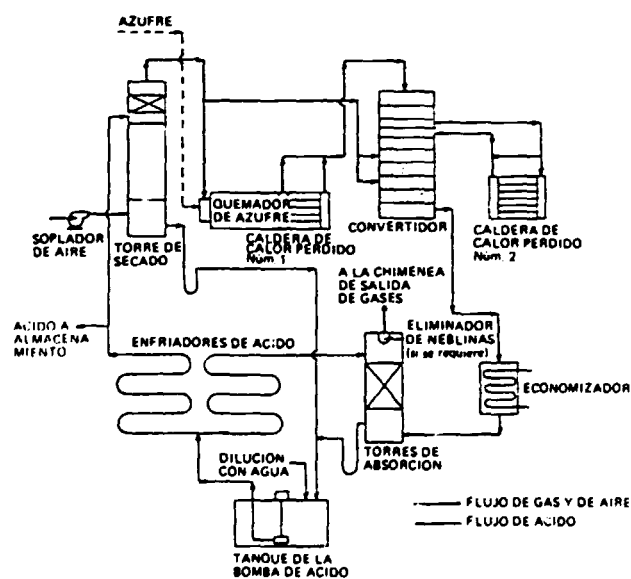 AZUFRE
SOPLADOR
DE AIRE
TORRE DE
SECADO
QUEMADOR
DE AZUFRE
CALDERA DE
CALOR PERDIDO
Núm. 1
CONVERTIDOR
CALDERA DE
CALOR PERDIDO
Núm. 2
A LA CHIMENEA
DE SALIDA
DE GASES
ELIMINADOR
DE NEBLINAS
(si se requiere)
ACIDO A
ALMACENA
MIENTO
ENFRIADORES DE ACIDO
ECONOMIZADOR
TORRES DE
ABSORCION
DILUCION
CON AGUA
TANQUE DE LA
BOMBA DE ACIDO
FLUJO DE GAS Y DE AIRE
FLUJO DE ACIDO